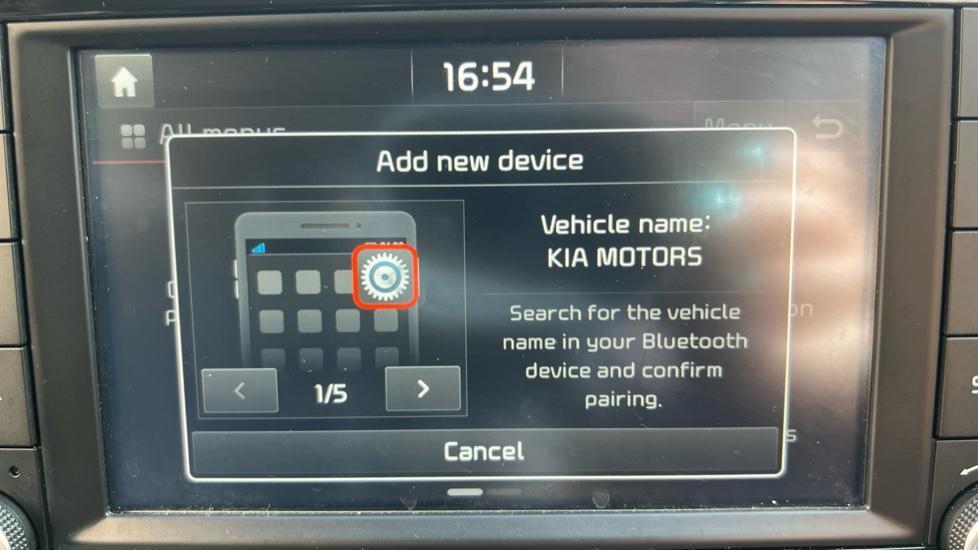 16:54
All menus
Menu
Add new device
Vehicle name:
KIA MOTORS
Search for the vehicle
name in your Bluetooth
device and confirm
pairing.
<
1/5
>
Cancel